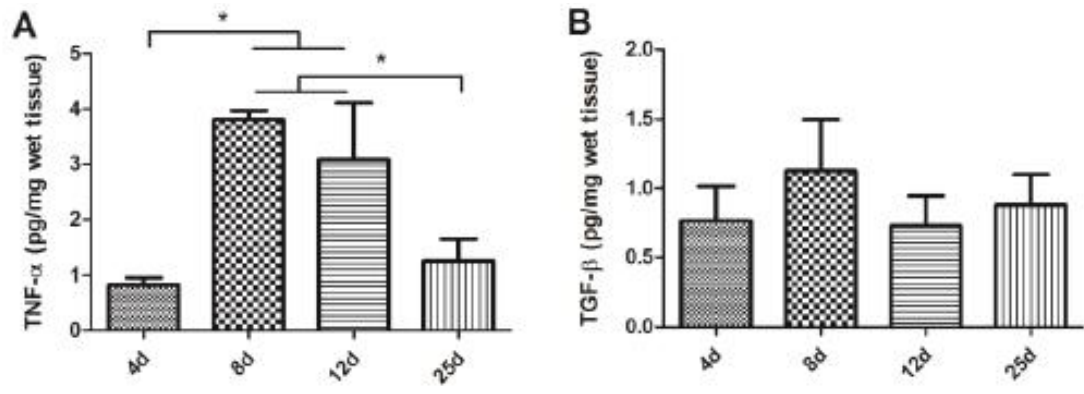 A
*
*
TNF-α (pg/mg wet tissue)
5
4
3
2
1
0
4d
8d
12d
25d
B
TGF-β (pg/mg wet tissue)
2.0
1.5
1.0
0.5
0.0
4d
8d
12d
25d